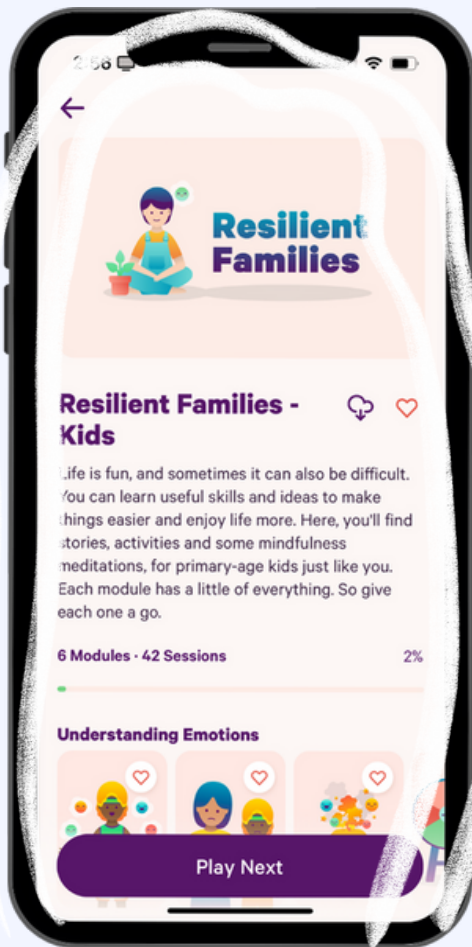 2:56
Resilient
Families
Resilient Families -
Kids
Life is fun, and sometimes it can also be difficult.
You can learn useful skills and ideas to make
things easier and enjoy life more. Here, you'll find
stories, activities and some mindfulness
meditations, for primary-age kids just like you.
Each module has a little of everything. So give
each one a go.
6 Modules · 42 Sessions 2%
Understanding Emotions
Play Next